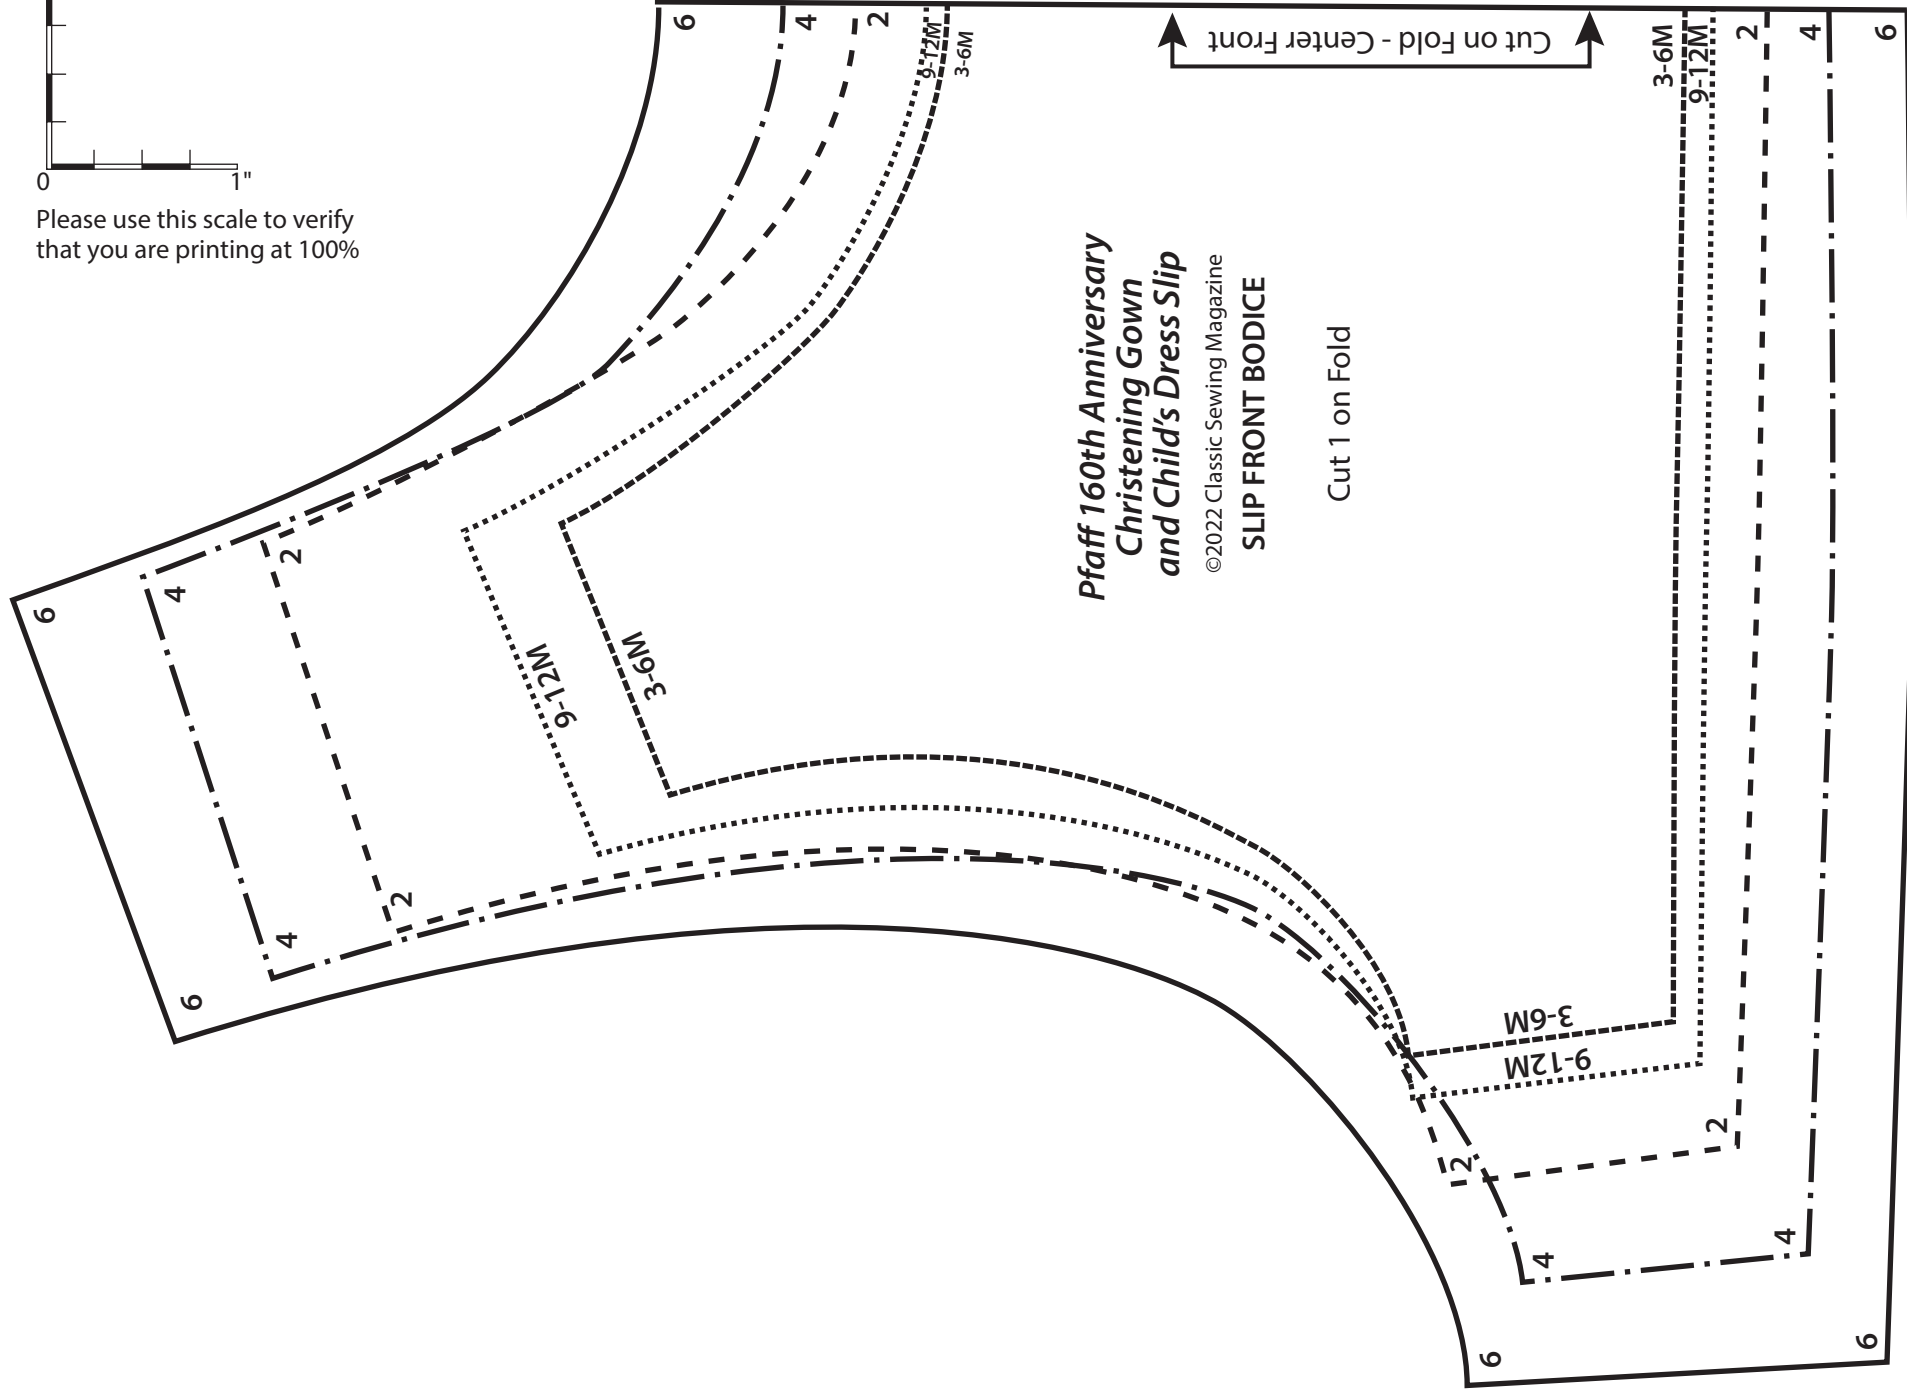 0
1"
Please use this scale to verify
that you are printing at 100%
6
4
2
9-12M
3-6M
Cut on Fold - Center Front
3-6M
9-12M
2
4
6
6
4
2
9-12M
3-6M
2
4
6
Pfaff 160th Anniversary
Christening Gown
and Child's Dress Slip
©2022 Classic Sewing Magazine
SLIP FRONT BODICE
Cut 1 on Fold
3-6M
9-12M
2
2
4
4
6
6